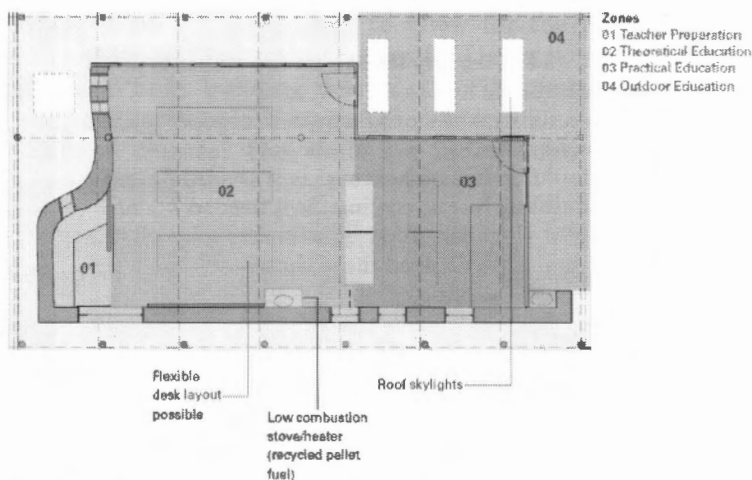 Zones
01 Teacher Preparation
02 Theoretical Education
03 Practical Education
04 Outdoor Education
04
02
03
01
Flexible
desk layout
possible
Low combustion
stove/heater
(recycled pallet
fuel)
Roof skylights